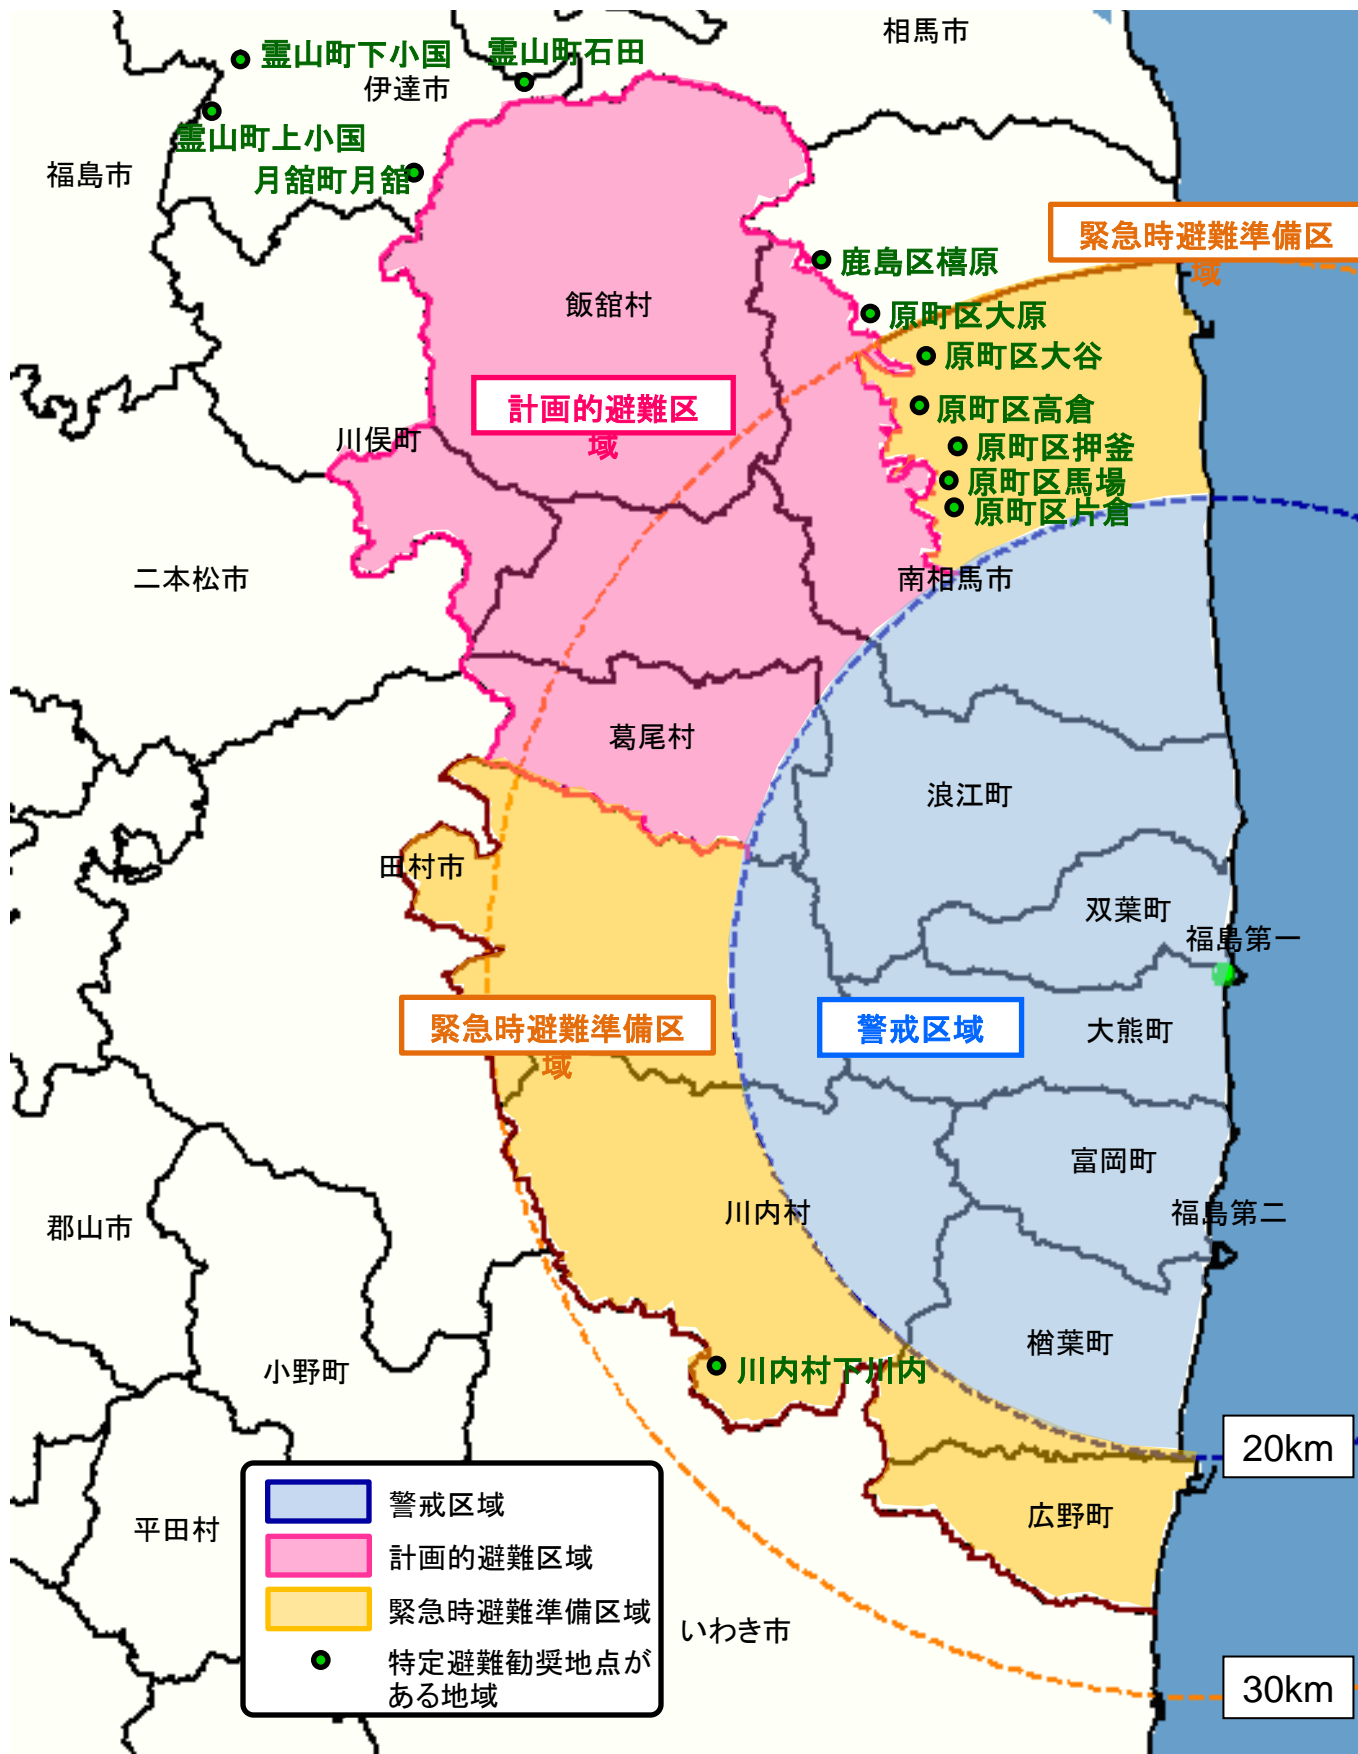 相馬市
霊山町下小国
霊山町石田
伊達市
霊山町上小国
福島市
月舘町月舘
緊急時避難準備区
域
鹿島区橲原
飯舘村
原町区大原
原町区大谷
計画的避難区
域
原町区高倉
川俣町
原町区押釜
原町区馬場
原町区片倉
二本松市
南相馬市
葛尾村
浪江町
田村市
双葉町
福島第一
緊急時避難準備区
域
警戒区域
大熊町
富岡町
川内村
福島第二
郡山市
楢葉町
小野町
川内村下川内
20km
警戒区域
広野町
平田村
計画的避難区域
緊急時避難準備区域
いわき市
特定避難勧奨地点が
ある地域
30km